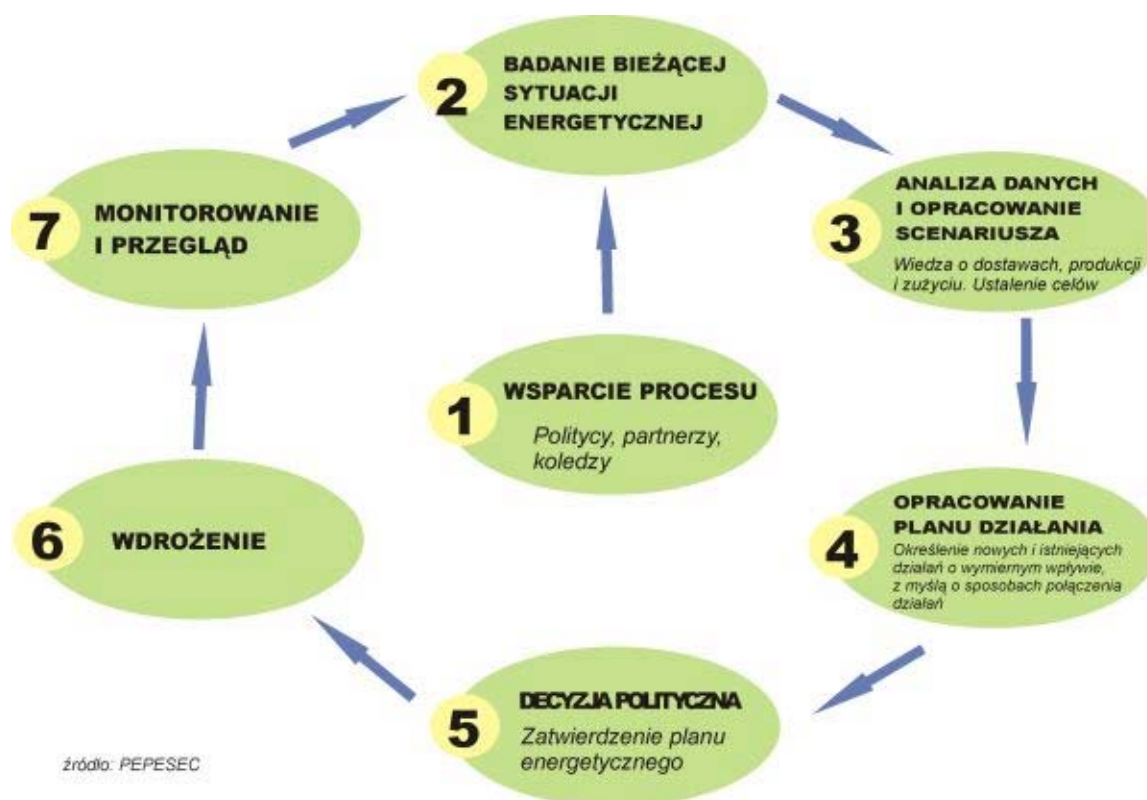 1
WSPARCIE PROCESU
Politycy, partnerzy,
koledzy
2
BADANIE BIEŻĄCEJ
SYTUACJI
ENERGETYCZNEJ
3
ANALIZA DANYCH
I OPRACOWANIE
SCENARIUSZA
Wiedza o dostawach, produkcji
i zużyciu. Ustalenie celów
4
OPRACOWANIE
PLANU DZIAŁANIA
Określenie nowych i istniejących
działań o wymiernym wpływie,
z myślą o sposobach połączenia
działań
5
DECYZJA POLITYCZNA
Zatwierdzenie planu
energetycznego
6
WDROŻENIE
7
MONITOROWANIE
I PRZEGLĄD
źródło: PEPESEC